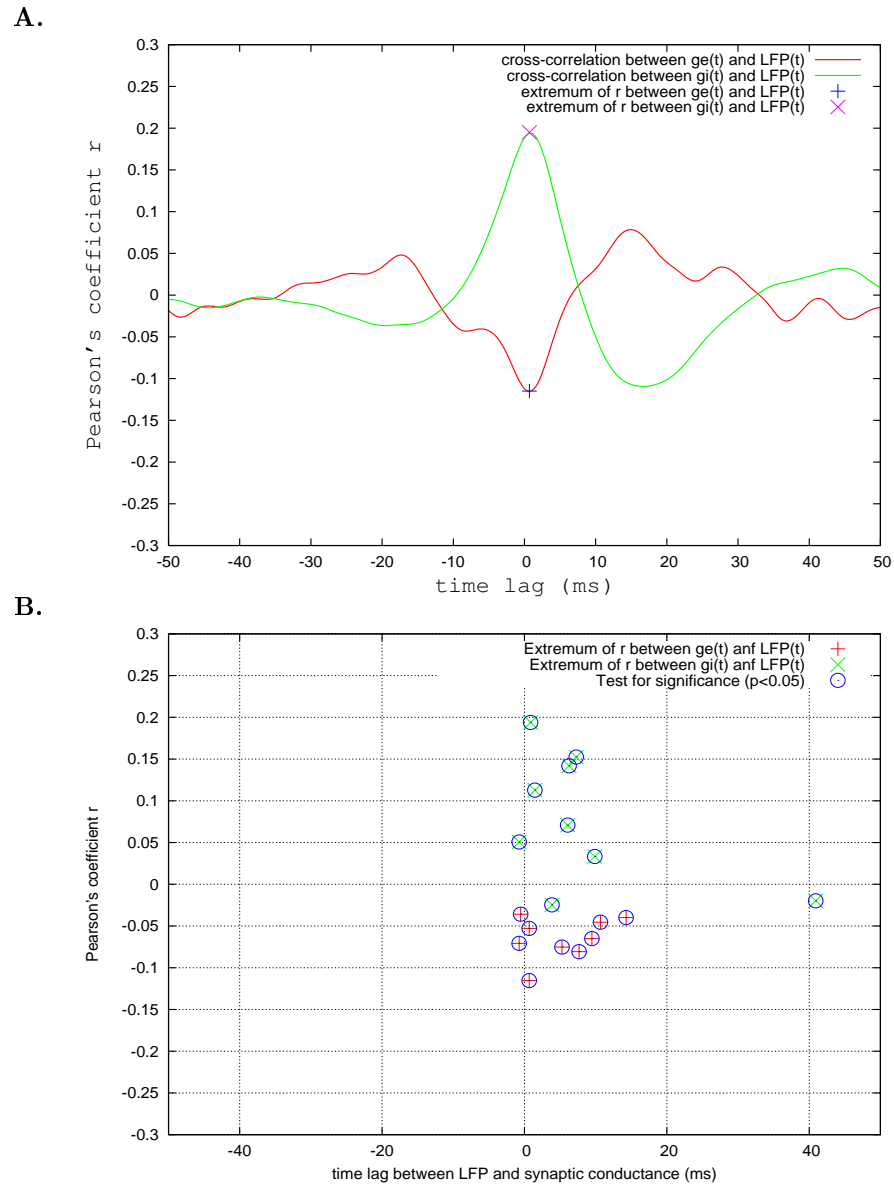 A.
0.3
0.25
0.2
0.15
0.1
0.05
0
-0.05
-0.1
-0.15
-0.2
-0.25
-0.3
Pearson's coefficient r
cross-correlation between ge(t) and LFP(t)
cross-correlation between gi(t) and LFP(t)
extremum of r between ge(t) and LFP(t)
extremum of r between gi(t) and LFP(t)
-50 -40 -30 -20 -10 0 10 20 30 40 50
time lag (ms)
B.
0.3
0.25
0.2
0.15
0.1
0.05
0
-0.05
-0.1
-0.15
-0.2
-0.25
-0.3
Pearson's coefficient r
Extremum of r between ge(t) anf LFP(t)
Extremum of r between gi(t) anf LFP(t)
Test for significance (p<0.05)
-40 -20 0 20 40
time lag between LFP and synaptic conductance (ms)